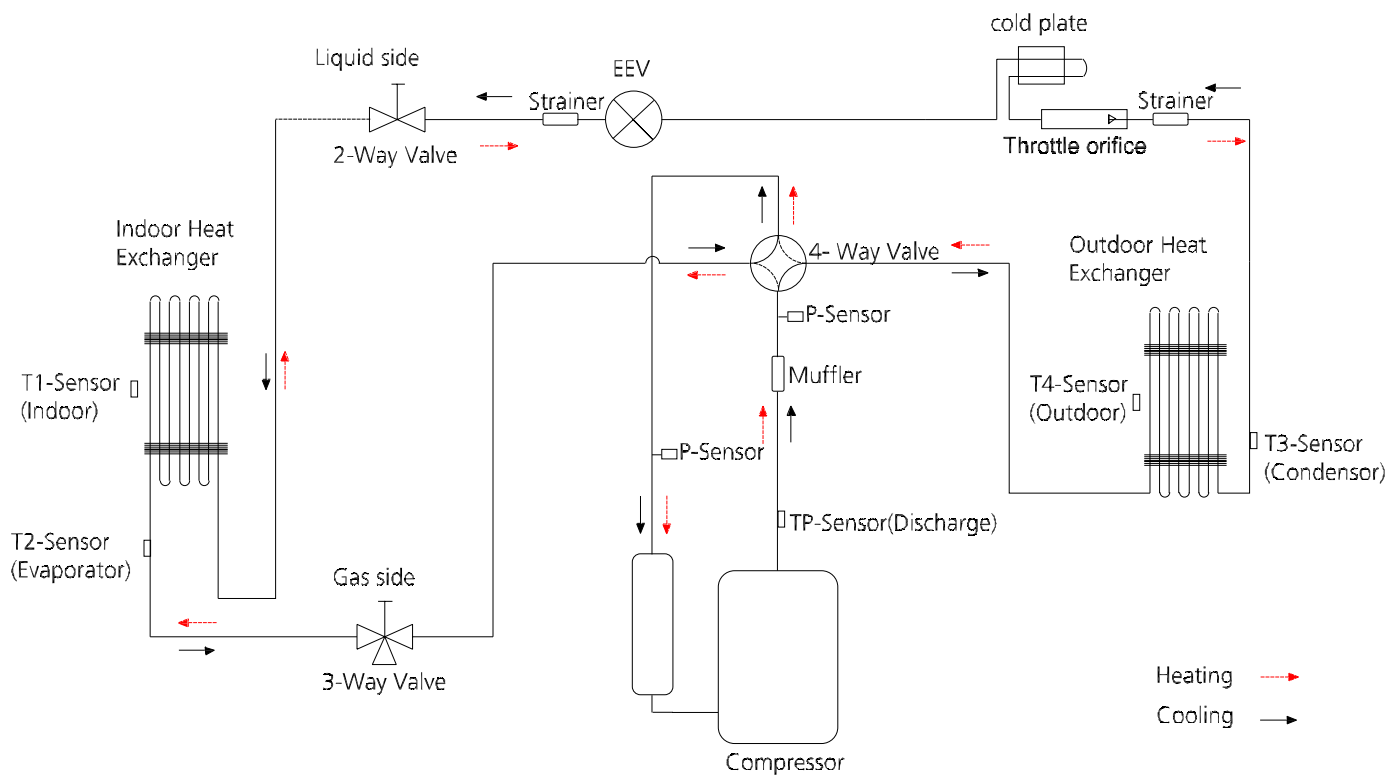 cold plate
Liquid side
EEV
Strainer
Strainer
2-Way Valve
Throttle orifice
Indoor Heat
Exchanger
4- Way Valve
Outdoor Heat
Exchanger
P-Sensor
T1-Sensor
(Indoor)
Muffler
T4-Sensor
(Outdoor)
P-Sensor
T3-Sensor
(Condensor)
TP-Sensor(Discharge)
T2-Sensor
(Evaporator)
Gas side
3-Way Valve
Heating
Cooling
Compressor